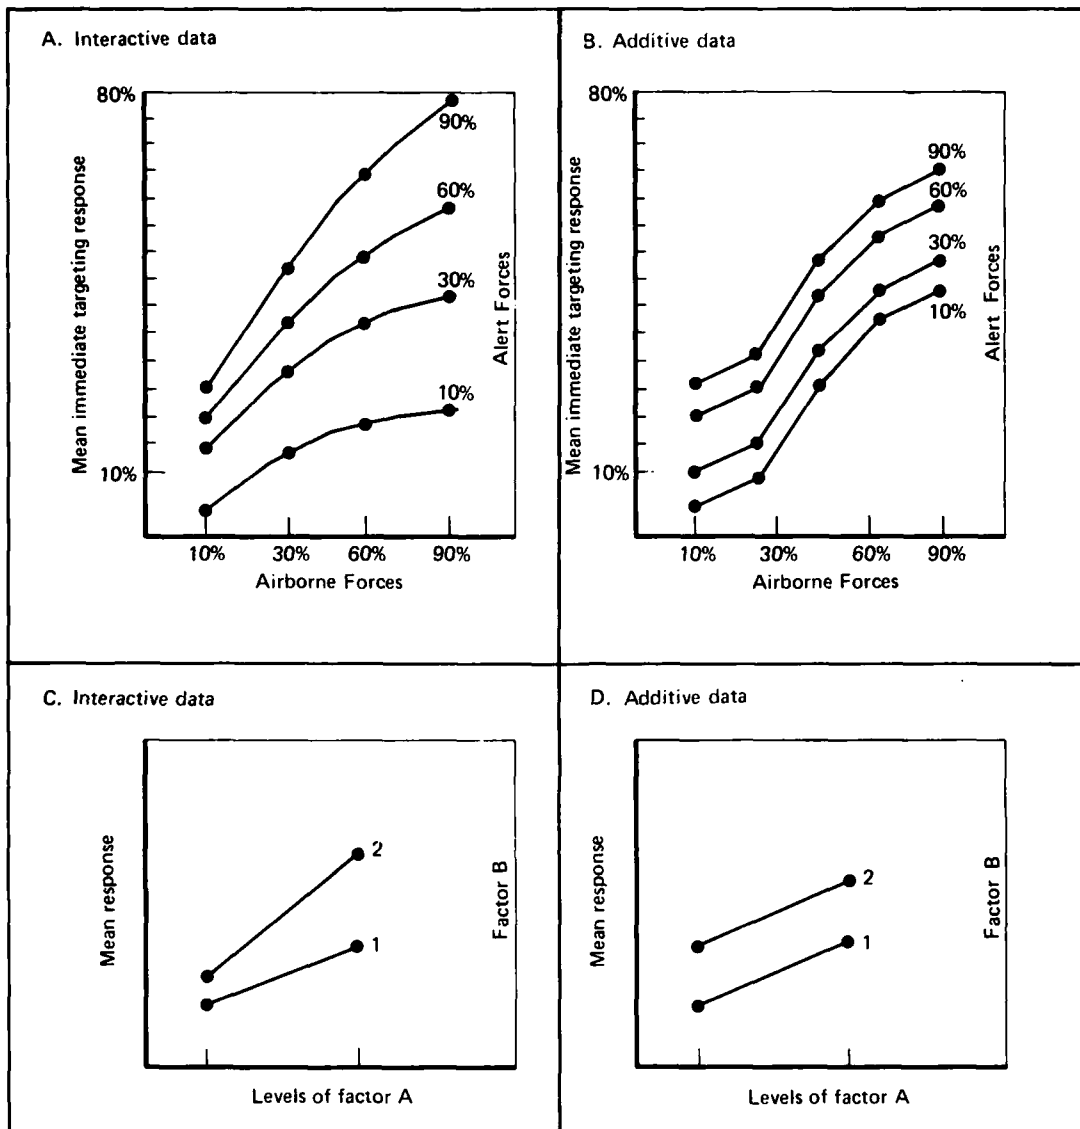 A. Interactive data
80%
90%
60%
30%
10%
10%
Mean immediate targeting response
Alert Forces
10% 30% 60% 90%
Airborne Forces
B. Additive data
80%
90%
60%
30%
10%
10%
Mean immediate targeting response
Alert Forces
10% 30% 60% 90%
Airborne Forces
C. Interactive data
2
1
Mean response
Factor B
Levels of factor A
D. Additive data
2
1
Mean response
Factor B
Levels of factor A